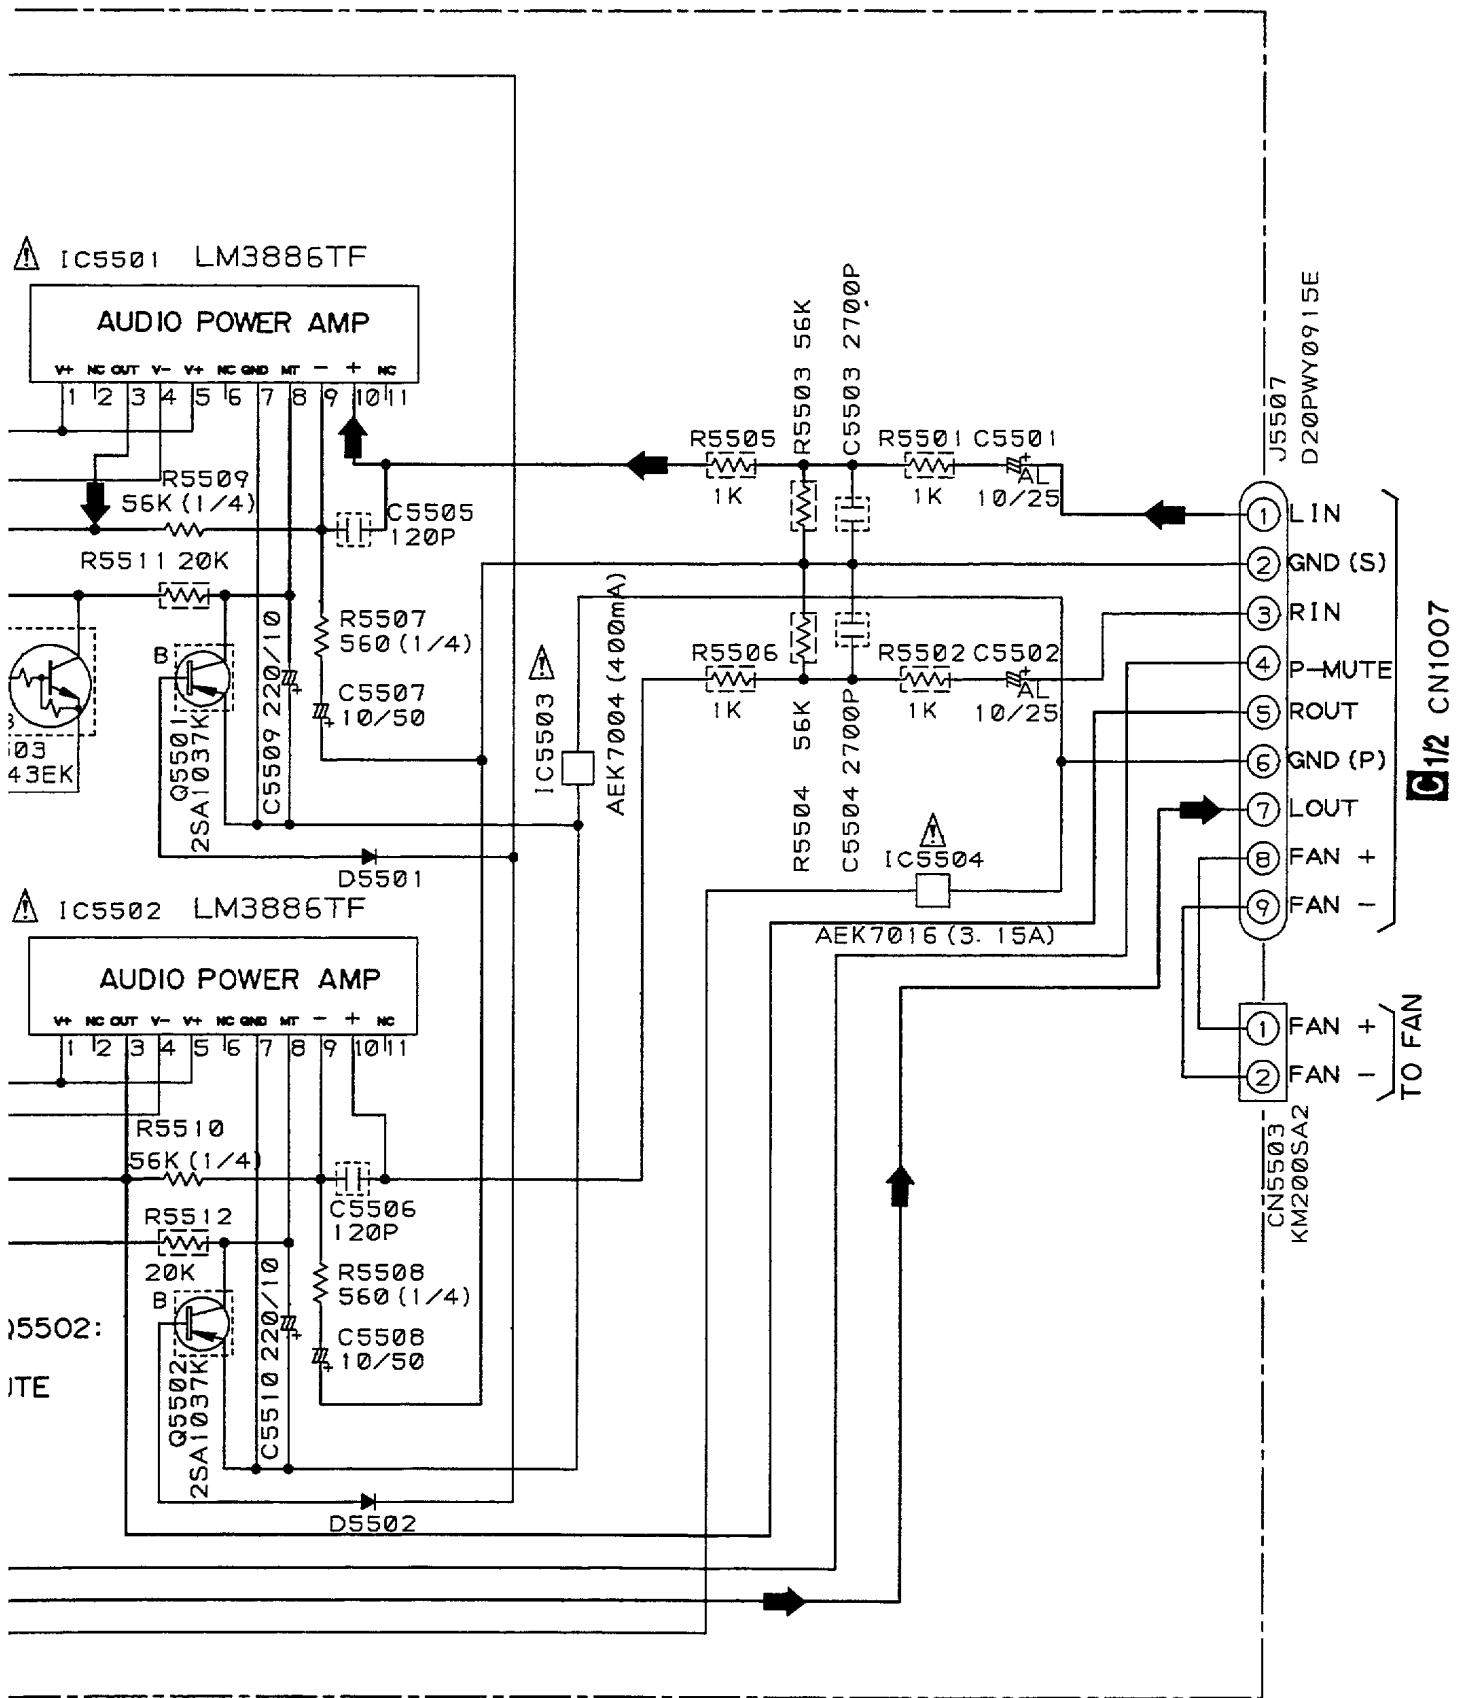 ⚠ IC5501 LM3886TF
AUDIO POWER AMP
V+ NC OUT V- V+ NC GND MT - + NC
1 2 3 4 5 6 7 8 9 10 11
R5509
56K (1/4)
C5505
120P
R5511 20K
R5507
560 (1/4)
C5507
10/50
B
Q5501
2SA1037K
C5509 220/10
43EK
D5501
IC5503 ⚠
AEK7004 (400mA)
R5505
1K
R5503 56K
C5503 2700P
R5501
1K
C5501
AL
10/25
R5506
1K
R5504 56K
C5504 2700P
R5502
1K
C5502
AL
10/25
⚠
IC5504
AEK7016 (3. 15A)
J5507
D20PWY0915E
1 LIN
2 GND (S)
3 RIN
4 P-MUTE
5 ROUT
6 GND (P)
7 LOUT
8 FAN +
9 FAN -
C 1/2 CN1007
1 FAN +
2 FAN -
TO FAN
CN5503
KM200SA2
⚠ IC5502 LM3886TF
AUDIO POWER AMP
V+ NC OUT V- V+ NC GND MT - + NC
1 2 3 4 5 6 7 8 9 10 11
R5510
56K (1/4)
C5506
120P
R5512
20K
R5508
560 (1/4)
C5508
10/50
B
Q5502
2SA1037K
C5510 220/10
5502:
D5502